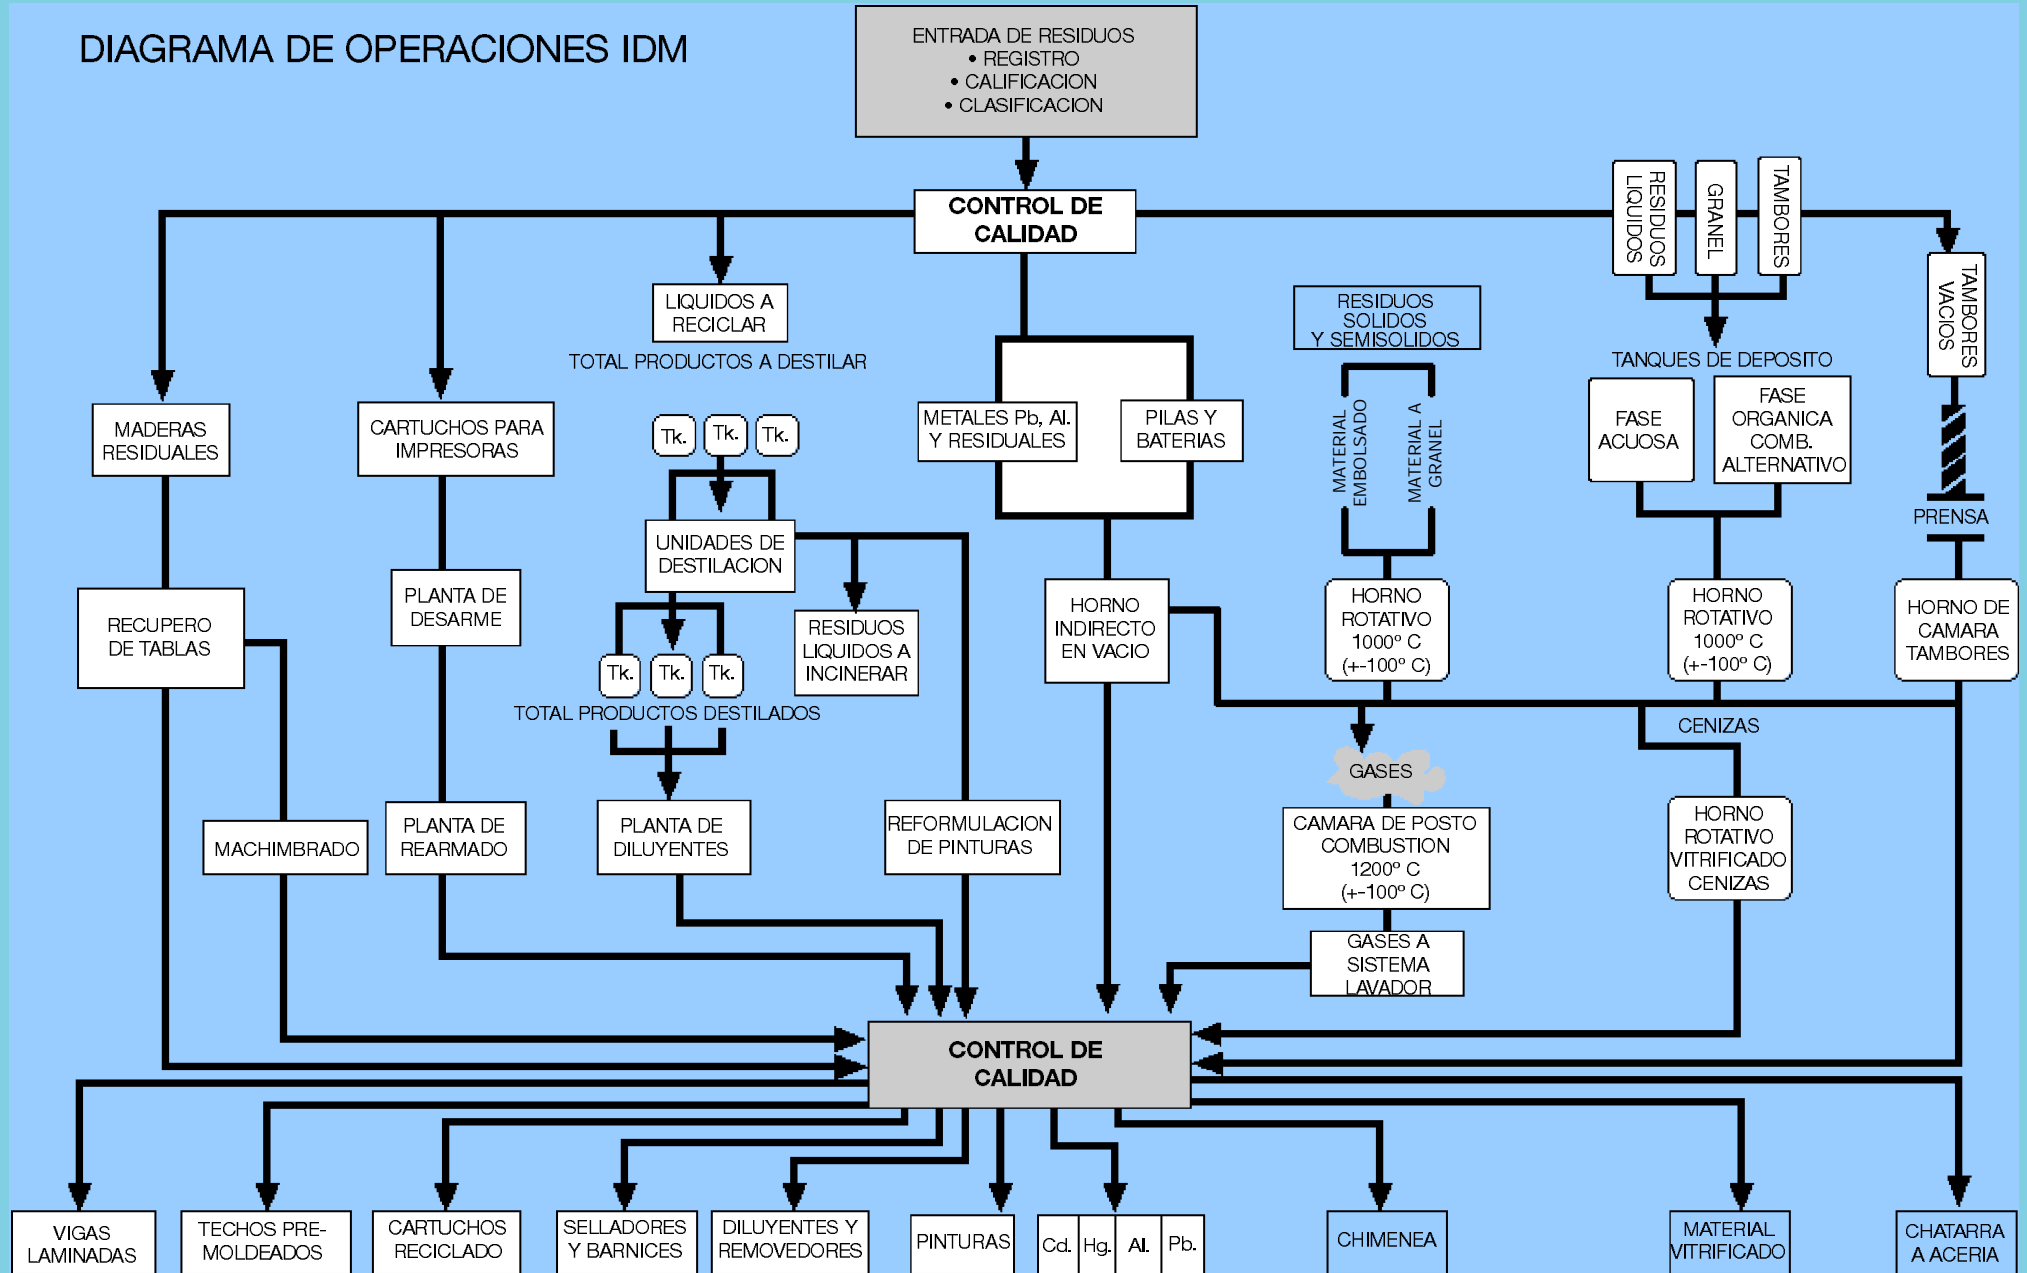 DIAGRAMA DE OPERACIONES IDM
ENTRADA DE RESIDUOS
• REGISTRO
• CALIFICACION
• CLASIFICACION
CONTROL DE
CALIDAD
RESIDUOS
LIQUIDOS
GRANEL
TAMBORES
TAMBORES
VACIOS
LIQUIDOS A
RECICLAR
TOTAL PRODUCTOS A DESTILAR
RESIDUOS
SOLIDOS
Y SEMISOLIDOS
TANQUES DE DEPOSITO
MADERAS
RESIDUALES
CARTUCHOS PARA
IMPRESORAS
Tk.
Tk.
Tk.
METALES Pb, Al.
Y RESIDUALES
PILAS Y
BATERIAS
MATERIAL
EMBOLSADO
MATERIAL A
GRANEL
FASE
ACUOSA
FASE
ORGANICA
COMB.
ALTERNATIVO
PRENSA
UNIDADES DE
DESTILACION
RECUPERO
DE TABLAS
PLANTA DE
DESARME
RESIDUOS
LIQUIDOS A
INCINERAR
HORNO
INDIRECTO
EN VACIO
HORNO
ROTATIVO
1000º C
(+-100º C)
HORNO
ROTATIVO
1000º C
(+-100º C)
HORNO DE
CAMARA
TAMBORES
Tk.
Tk.
Tk.
TOTAL PRODUCTOS DESTILADOS
CENIZAS
GASES
MACHIMBRADO
PLANTA DE
REARMADO
PLANTA DE
DILUYENTES
REFORMULACION
DE PINTURAS
CAMARA DE POSTO
COMBUSTION
1200º C
(+-100º C)
HORNO
ROTATIVO
VITRIFICADO
CENIZAS
GASES A
SISTEMA
LAVADOR
CONTROL DE
CALIDAD
VIGAS
LAMINADAS
TECHOS PRE-
MOLDEADOS
CARTUCHOS
RECICLADO
SELLADORES
Y BARNICES
DILUYENTES Y
REMOVEDORES
PINTURAS
Cd.
Hg.
Al.
Pb.
CHIMENEA
MATERIAL
VITRIFICADO
CHATARRA
A ACERIA